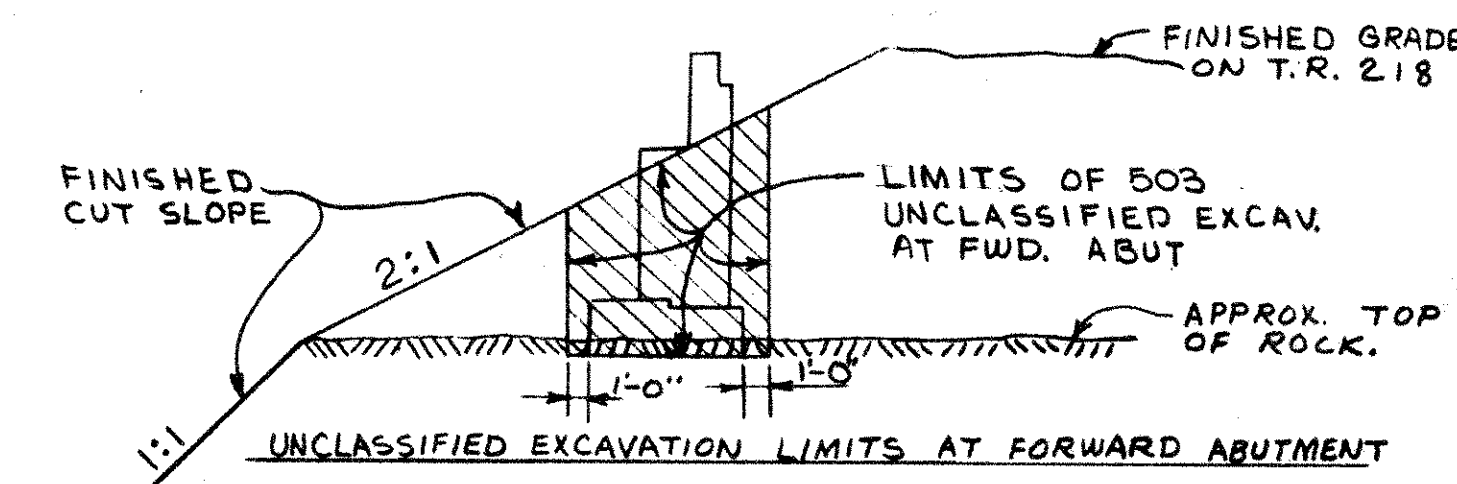 FINISHED GRADE
ON T.R. 218
FINISHED
CUT SLOPE
LIMITS OF 503
UNCLASSIFIED EXCAV.
AT FWD. ABUT
2:1
APPROX. TOP
OF ROCK.
1'-0"
1'-0"
1:1
UNCLASSIFIED EXCAVATION LIMITS AT FORWARD ABUTMENT